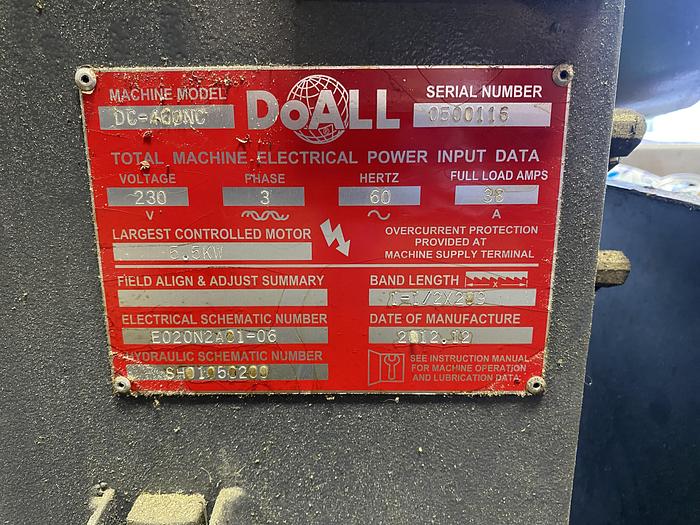 MACHINE MODEL
DC-400NC
DoALL
SERIAL NUMBER
0500116
TOTAL MACHINE ELECTRICAL POWER INPUT DATA
VOLTAGE PHASE HERTZ FULL LOAD AMPS
230 3 60 38
V A
LARGEST CONTROLLED MOTOR
5.5KW
OVERCURRENT PROTECTION
PROVIDED AT
MACHINE SUPPLY TERMINAL
FIELD ALIGN & ADJUST SUMMARY
BAND LENGTH
X
ELECTRICAL SCHEMATIC NUMBER
E020N2A01-06
DATE OF MANUFACTURE
2012.12
HYDRAULIC SCHEMATIC NUMBER
SH01050200
SEE INSTRUCTION MANUAL
FOR MACHINE OPERATION
AND LUBRICATION DATA.